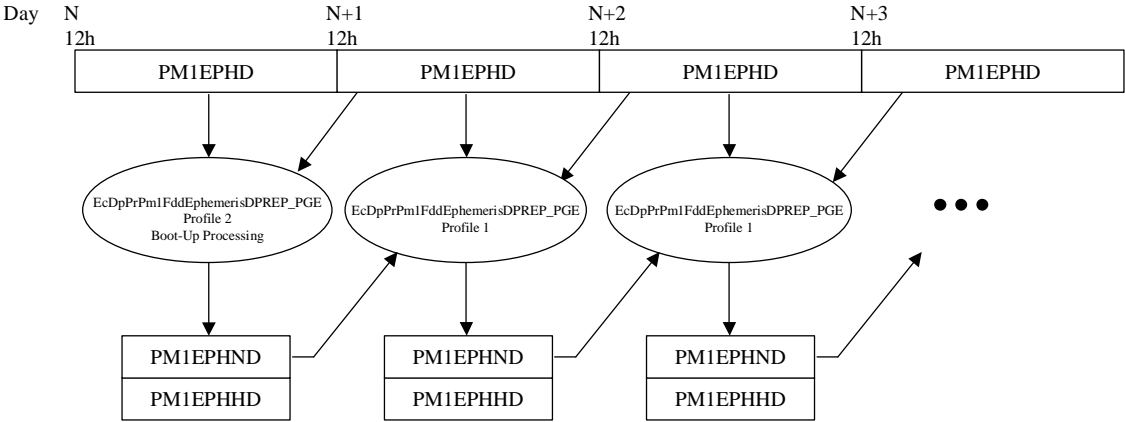 Day N N+1 N+2 N+3
12h 12h 12h 12h
PM1EPHD PM1EPHD PM1EPHD PM1EPHD
EcDpPrPm1FddEphemerisDPREP_PGE
Profile 2
Boot-Up Processing
EcDpPrPm1FddEphemerisDPREP_PGE
Profile 1
EcDpPrPm1FddEphemerisDPREP_PGE
Profile 1
PM1EPHND PM1EPHND PM1EPHND
PM1EPHHD PM1EPHHD PM1EPHHD